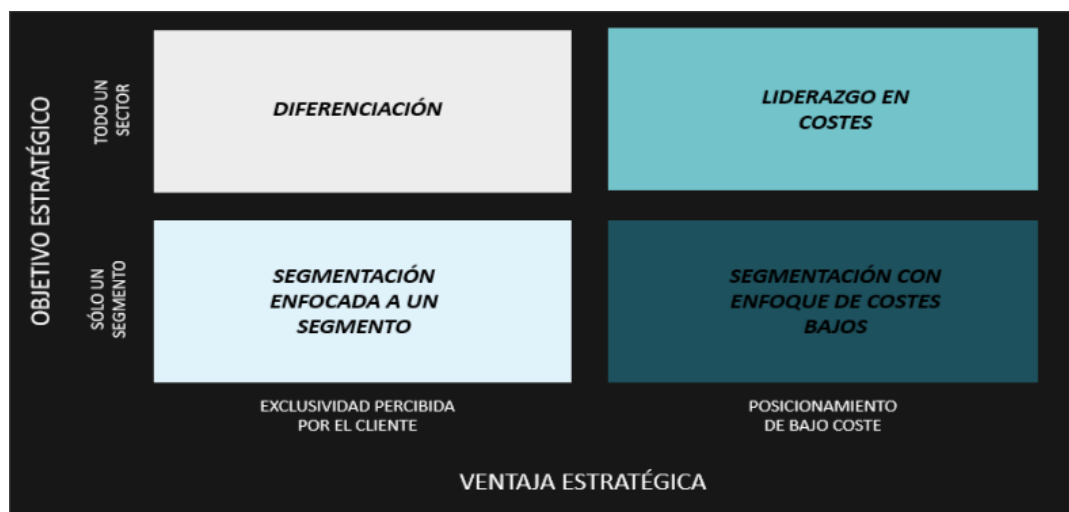 OBJETIVO ESTRATÉGICO
TODO UN
SECTOR
DIFERENCIACIÓN
LIDERAZGO EN
COSTES
SÓLO UN
SEGMENTO
SEGMENTACIÓN
ENFOCADA A UN
SEGMENTO
SEGMENTACIÓN CON
ENFOQUE DE COSTES
BAJOS
EXCLUSIVIDAD PERCIBIDA
POR EL CLIENTE
POSICIONAMIENTO
DE BAJO COSTE
VENTAJA ESTRATÉGICA